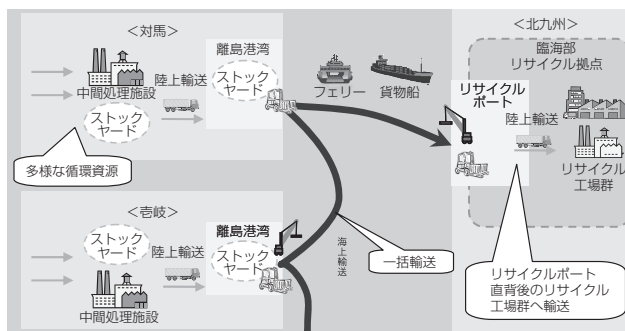 ＜対馬＞
中間処理施設
ストック
ヤード
陸上輸送
離島港湾
ストック
ヤード
多様な循環資源
＜壱岐＞
ストック
ヤード
中間処理施設
陸上輸送
離島港湾
ストック
ヤード
フェリー
貨物船
海上輸送
一括輸送
＜北九州＞
臨海部
リサイクル拠点
リサイクル
ポート
陸上輸送
リサイクル
工場群
リサイクルポート
直背後のリサイクル
工場群へ輸送